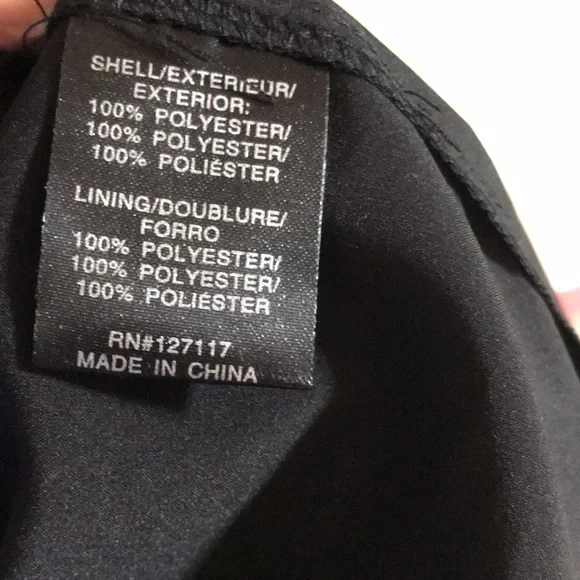 SHELL/EXTERIEUR/
EXTERIOR:
100% POLYESTER/
100% POLYESTER/
100% POLIÉSTER
LINING/DOUBLURE/
FORRO
100% POLYESTER/
100% POLYESTER/
100% POLIÉSTER
RN#127117
MADE IN CHINA